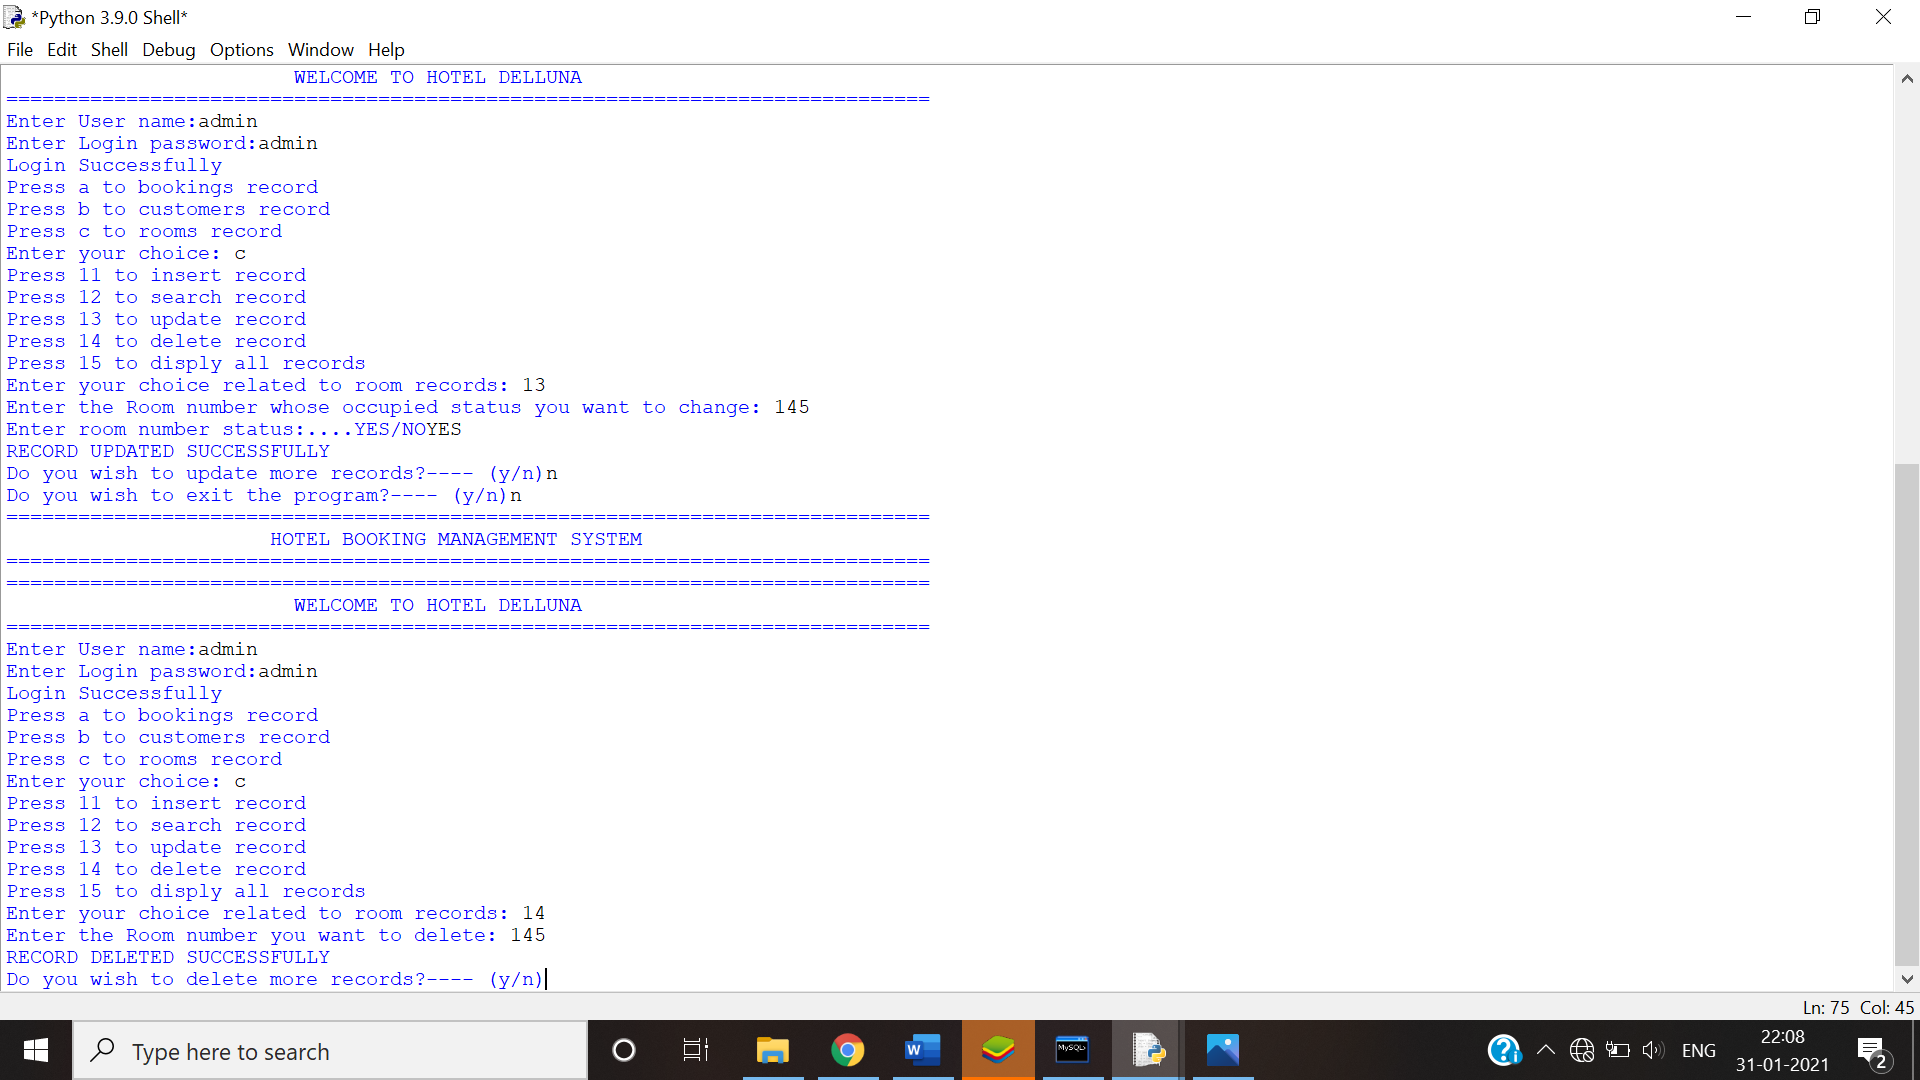 *Python 3.9.0 Shell*
File Edit Shell Debug Options Window Help
WELCOME TO HOTEL DELLUNA
=============================================================================
Enter User name:admin
Enter Login password:admin
Login Successfully
Press a to bookings record
Press b to customers record
Press c to rooms record
Enter your choice: c
Press 11 to insert record
Press 12 to search record
Press 13 to update record
Press 14 to delete record
Press 15 to disply all records
Enter your choice related to room records: 13
Enter the Room number whose occupied status you want to change: 145
Enter room number status:....YES/NOYES
RECORD UPDATED SUCCESSFULLY
Do you wish to update more records?---- (y/n)n
Do you wish to exit the program?---- (y/n)n
=============================================================================
HOTEL BOOKING MANAGEMENT SYSTEM
=============================================================================
=============================================================================
WELCOME TO HOTEL DELLUNA
=============================================================================
Enter User name:admin
Enter Login password:admin
Login Successfully
Press a to bookings record
Press b to customers record
Press c to rooms record
Enter your choice: c
Press 11 to insert record
Press 12 to search record
Press 13 to update record
Press 14 to delete record
Press 15 to disply all records
Enter your choice related to room records: 14
Enter the Room number you want to delete: 145
RECORD DELETED SUCCESSFULLY
Do you wish to delete more records?---- (y/n)
Ln: 75 Col: 45
Type here to search
W
MySQL
ENG
22:08
31-01-2021
2